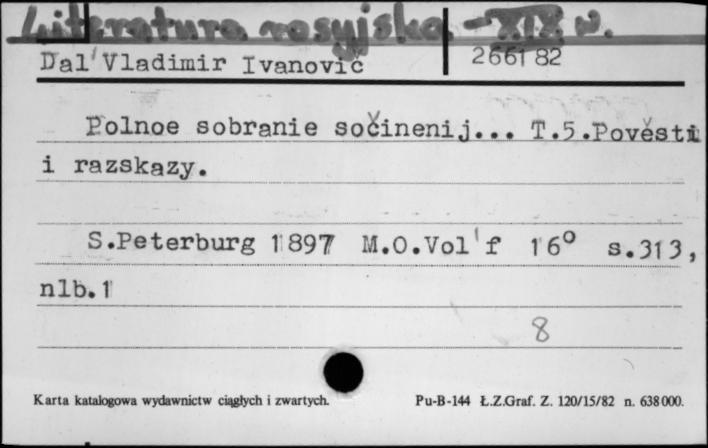 Literatura rosyjska - XIX w.
Dal' Vladimir Ivanovič 266182
Polnoe sobranie sočinenij... T.5.Pověsti
i razskazy.
S.Peterburg 1897 M.O.Vol'f 16° s.313,
nlb.1
8
Karta katalogowa wydawnictw ciągłych i zwartych. Pu-B-144 Ł.Z.Graf. Z. 120/15/82 n. 638000.